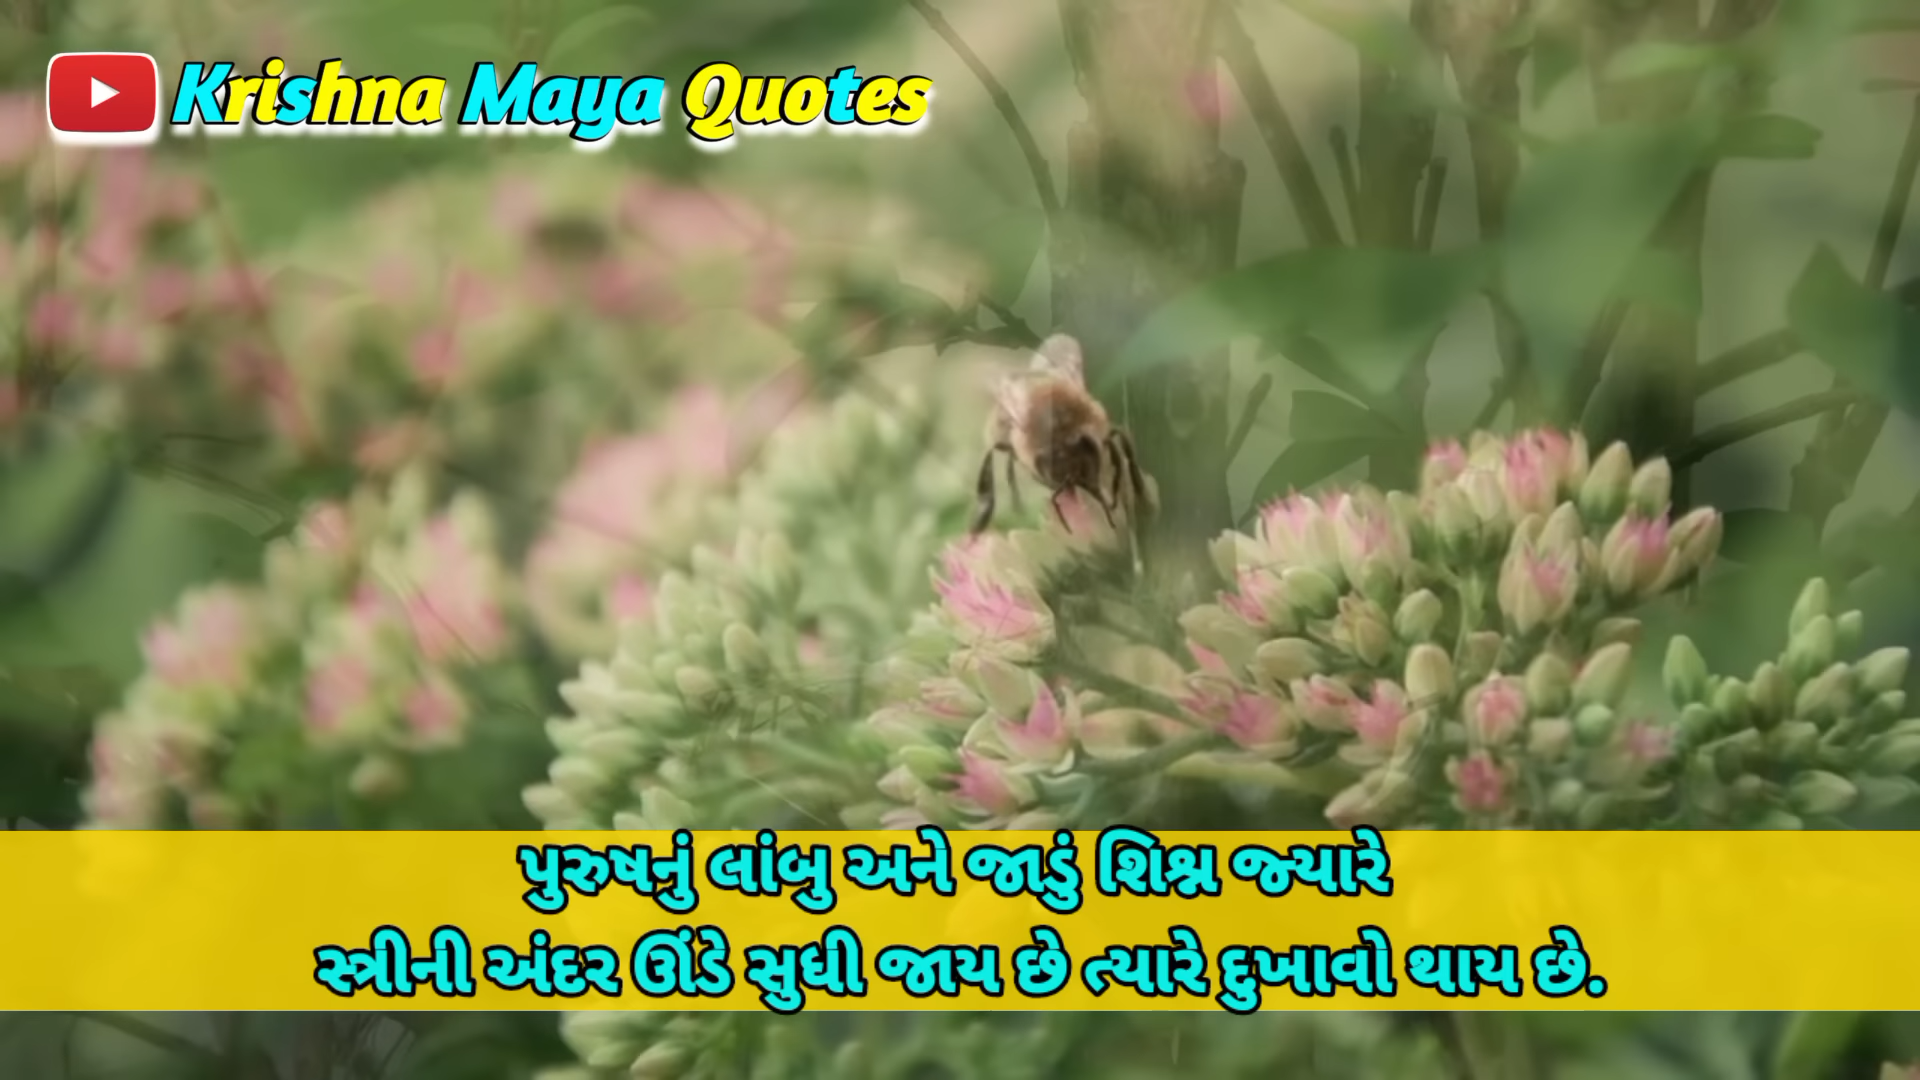 Krishna Maya Quotes
પુરુષનું લાંબુ અને જાડું શિશ્ન જ્યારે
સ્ત્રીની અંદર ઊંડે સુધી જાય છે ત્યારે દુખાવો થાય છે.